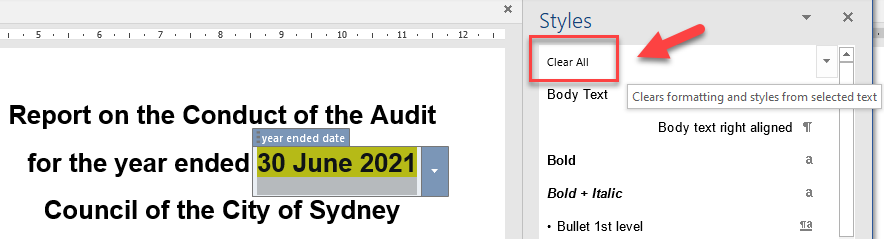 Styles
5 6 7 8 9 10 11 12
Clear All
Clears formatting and styles from selected text
Body Text
Body text right aligned ¶
Bold a
Bold + Italic a
• Bullet 1st level ¶a
Report on the Conduct of the Audit
year ended date
for the year ended 30 June 2021
Council of the City of Sydney